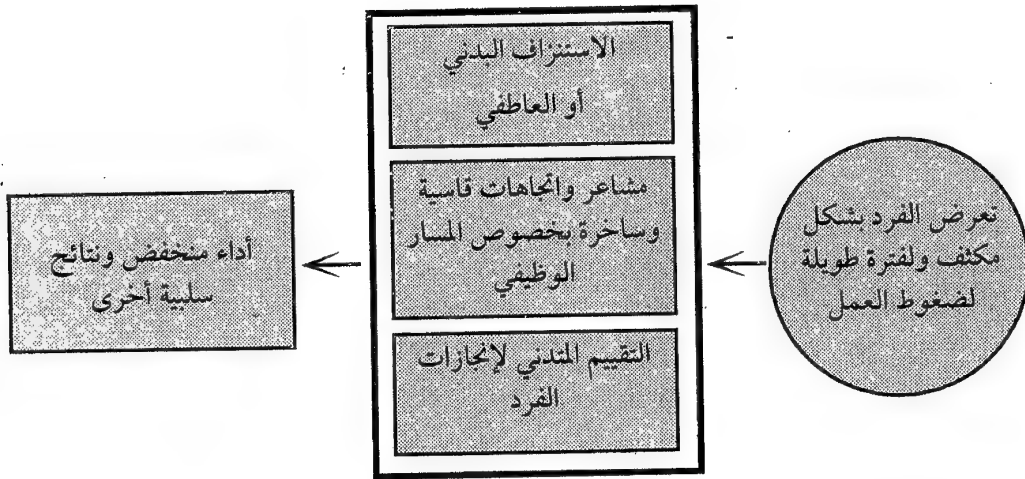 تعرض الفرد بشكل
مكثف ولفترة طويلة
لضغوط العمل
الاستنزاف البدني
أو العاطفي
مشاعر واتجاهات قاسية
وساخرة بخصوص المسار
الوظيفي
التقييم المتدني لإنجازات
الفرد
أداء منخفض ونتائج
سلبية أخرى